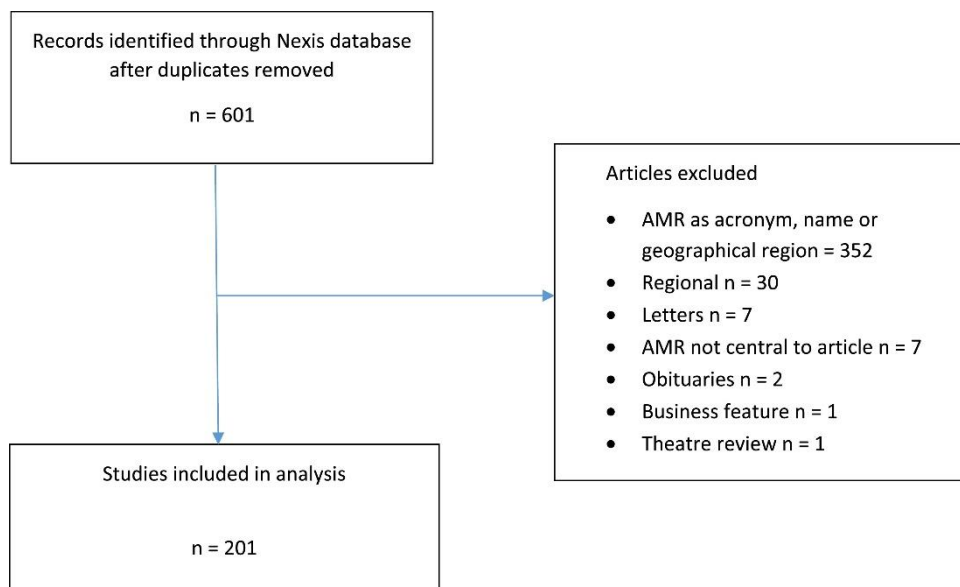 Records identified through Nexis database
after duplicates removed
n = 601
Articles excluded
• AMR as acronym, name or
geographical region = 352
• Regional n = 30
• Letters n = 7
• AMR not central to article n = 7
• Obituaries n = 2
• Business feature n = 1
• Theatre review n = 1
Studies included in analysis
n = 201